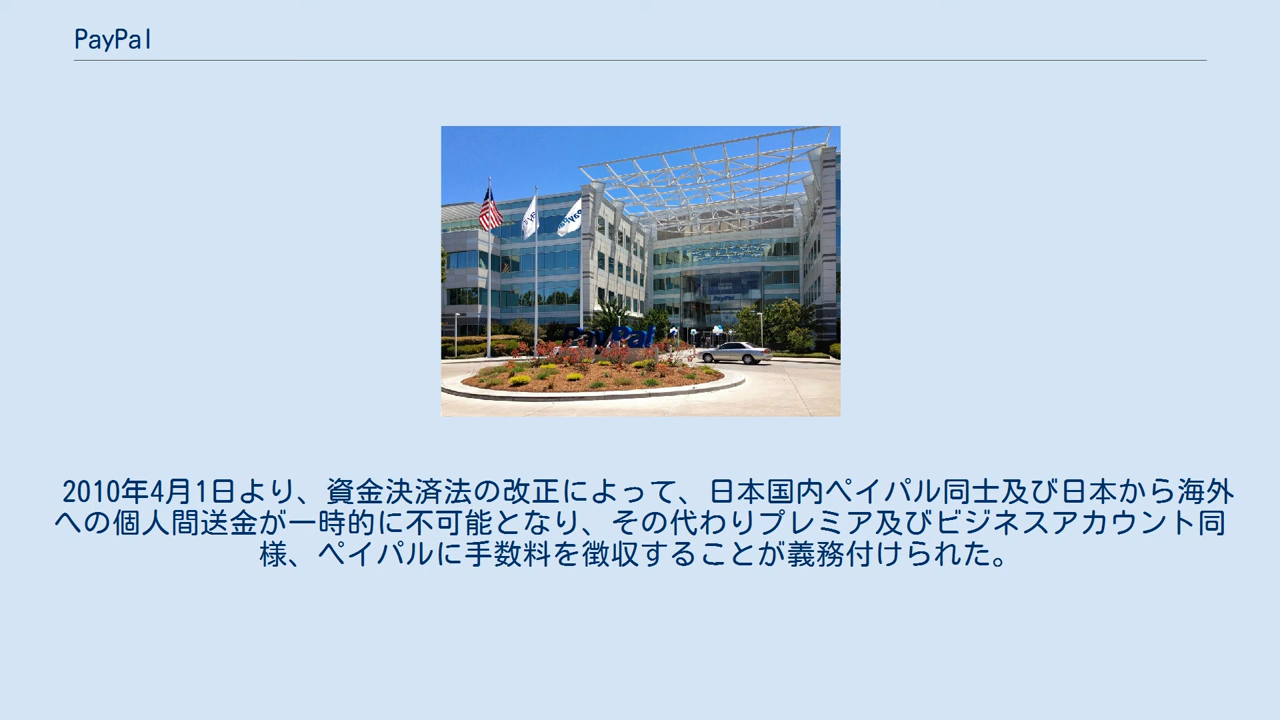 PayPal
PayPal
PayPal
2010年4月1日より、資金決済法の改正によって、日本国内ペイパル同士及び日本から海外
への個人間送金が一時的に不可能となり、その代わりプレミア及びビジネスアカウント同
様、ペイパルに手数料を徴収することが義務付けられた。